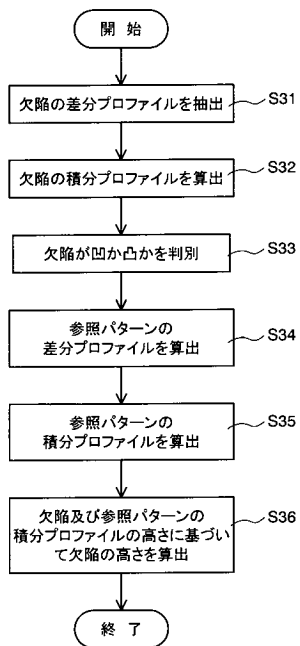 開始
欠陥の差分プロファイルを抽出
S31
欠陥の積分プロファイルを算出
S32
欠陥が凹か凸かを判別
S33
参照パターンの
差分プロファイルを算出
S34
参照パターンの
積分プロファイルを算出
S35
欠陥及び参照パターンの
積分プロファイルの高さに基づい
て欠陥の高さを算出
S36
終了